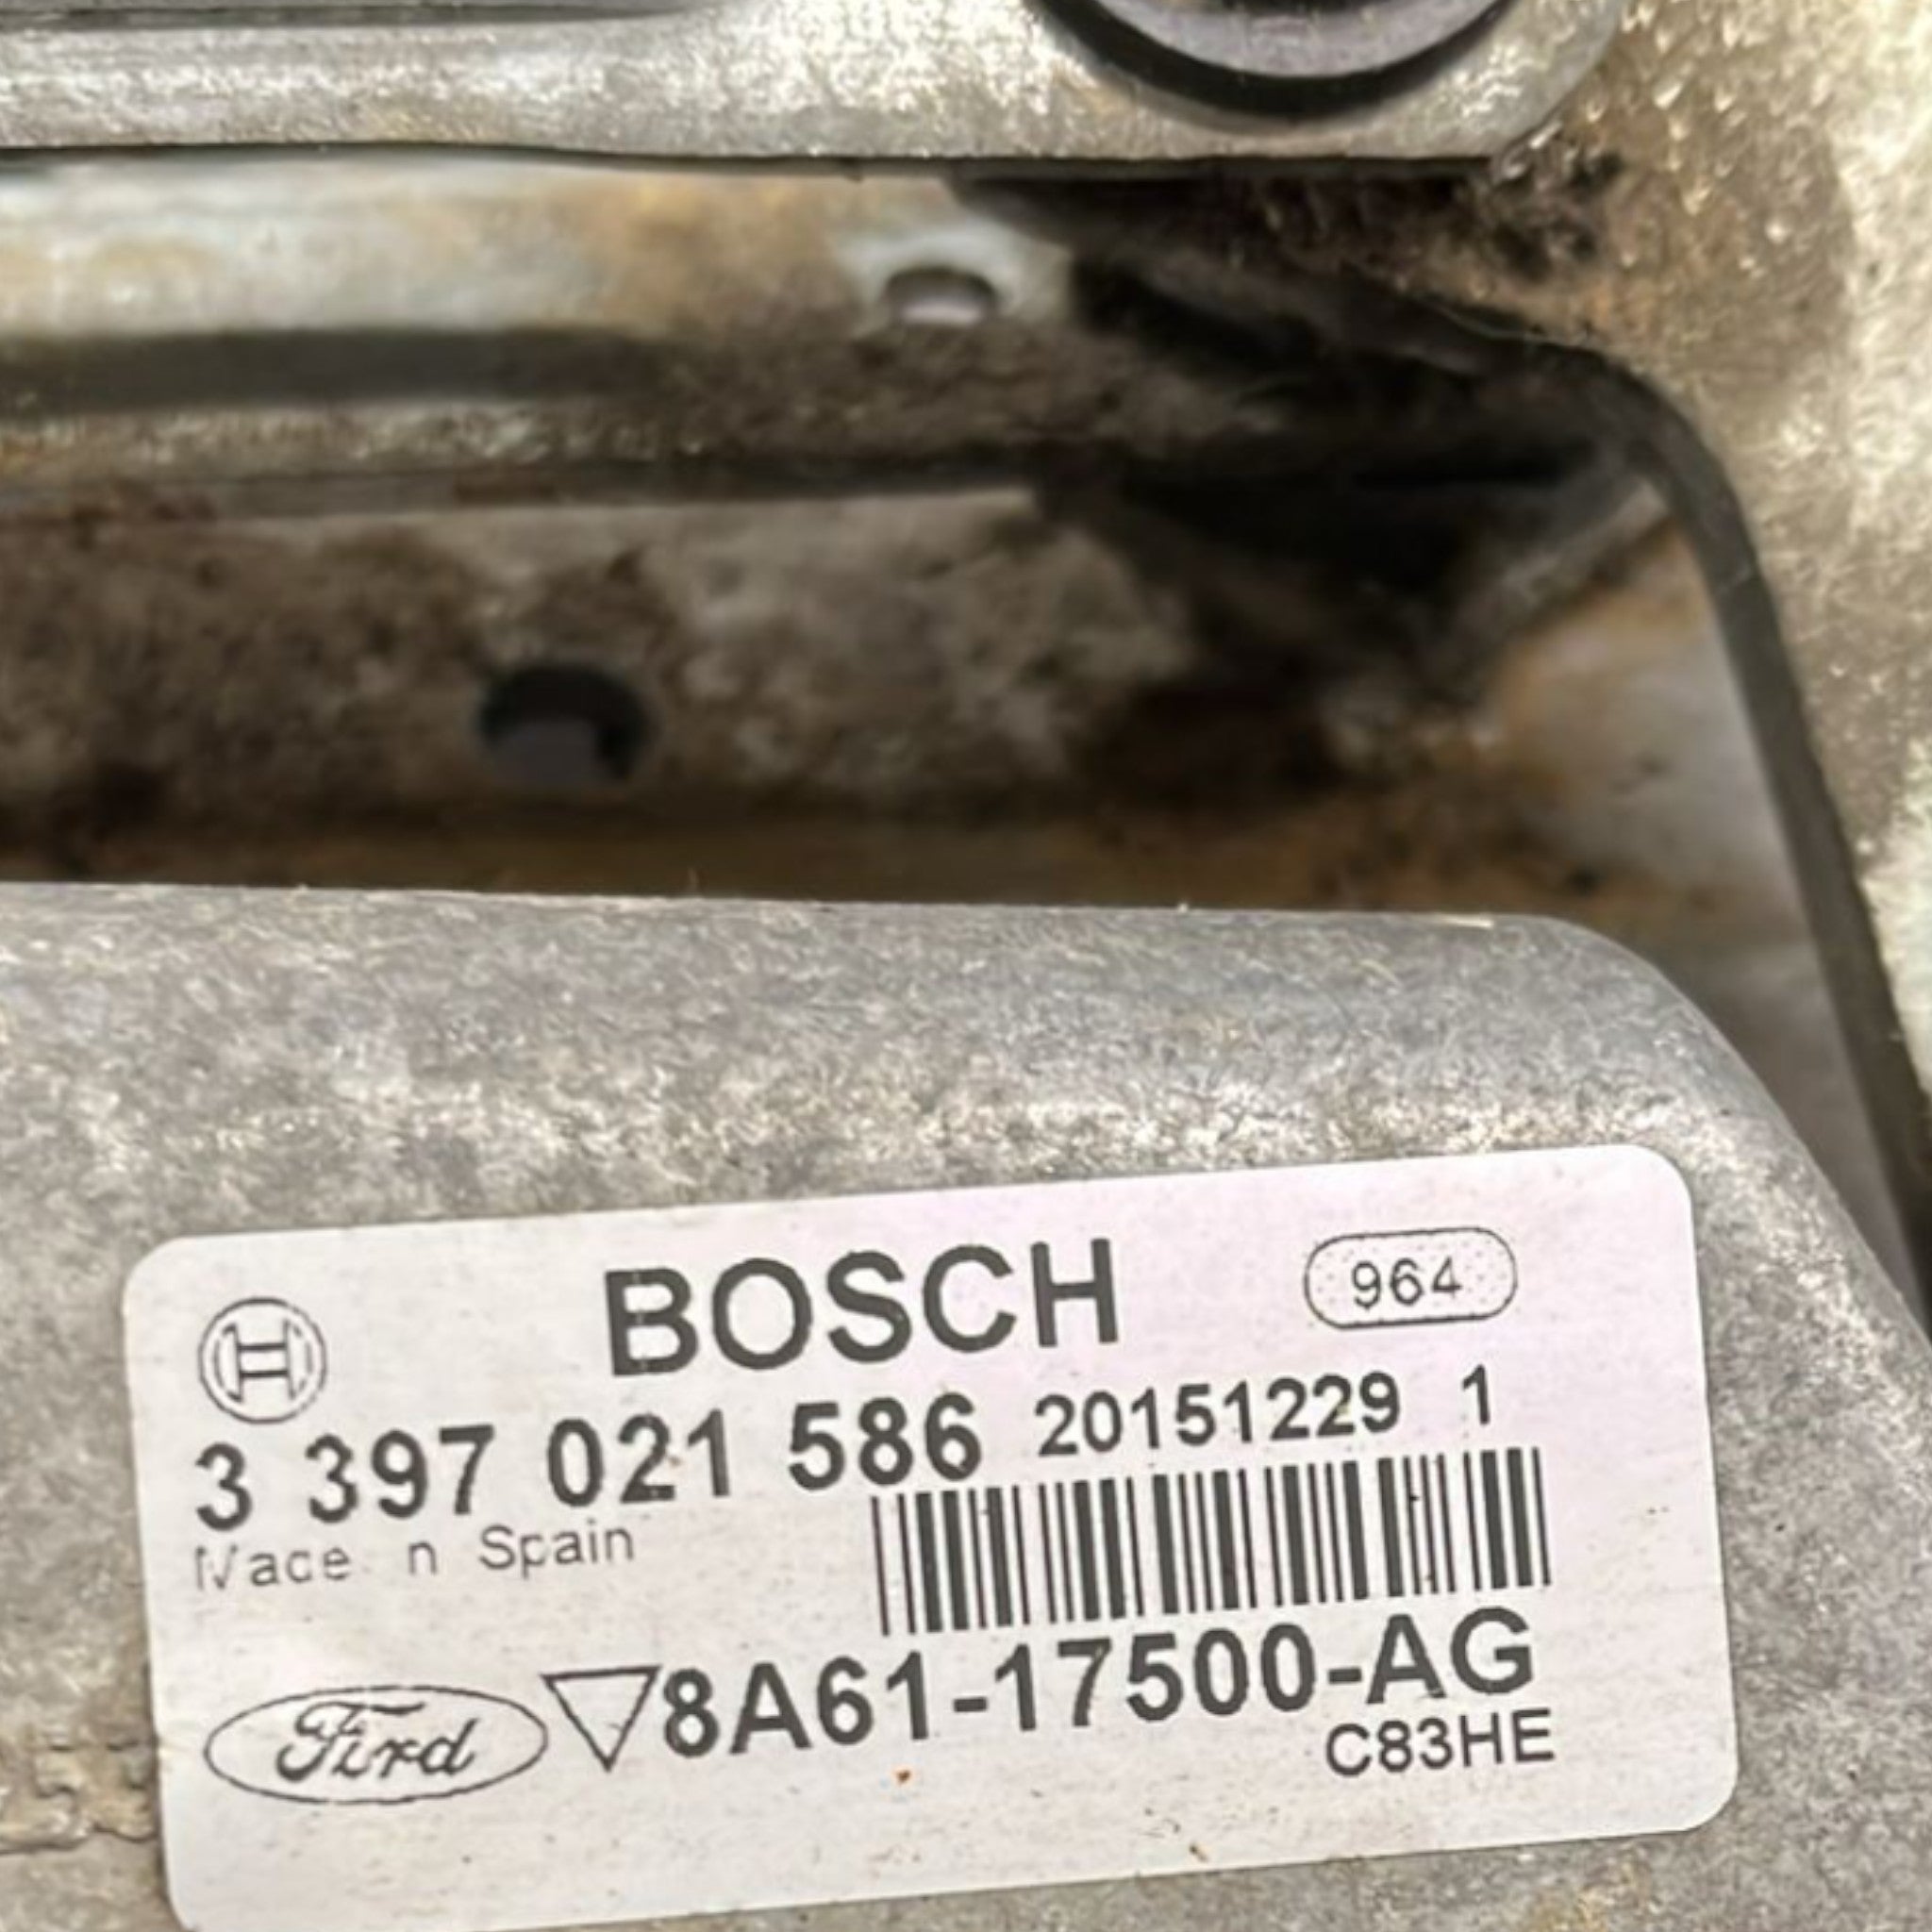 BOSCH 964
3 397 021 586 20151229 1
Made in Spain
Ford 8A61-17500-AG
C83HE